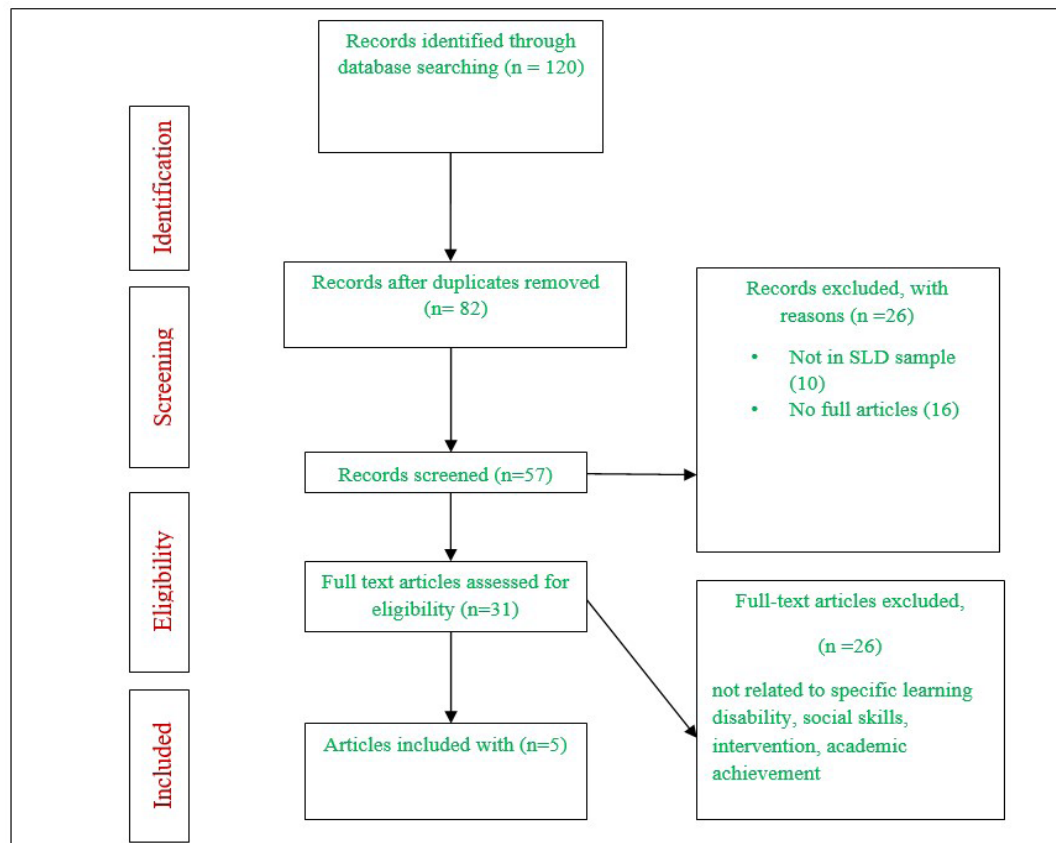 Records identified through
database searching (n = 120)
Identification
Records after duplicates removed
(n= 82)
Records excluded, with
reasons (n =26)
• Not in SLD sample
(10)
• No full articles (16)
Screening
Records screened (n=57)
Eligibility
Full text articles assessed for
eligibility (n=31)
Full-text articles excluded,
(n =26)
not related to specific learning
disability, social skills,
intervention, academic
achievement
Included
Articles included with (n=5)